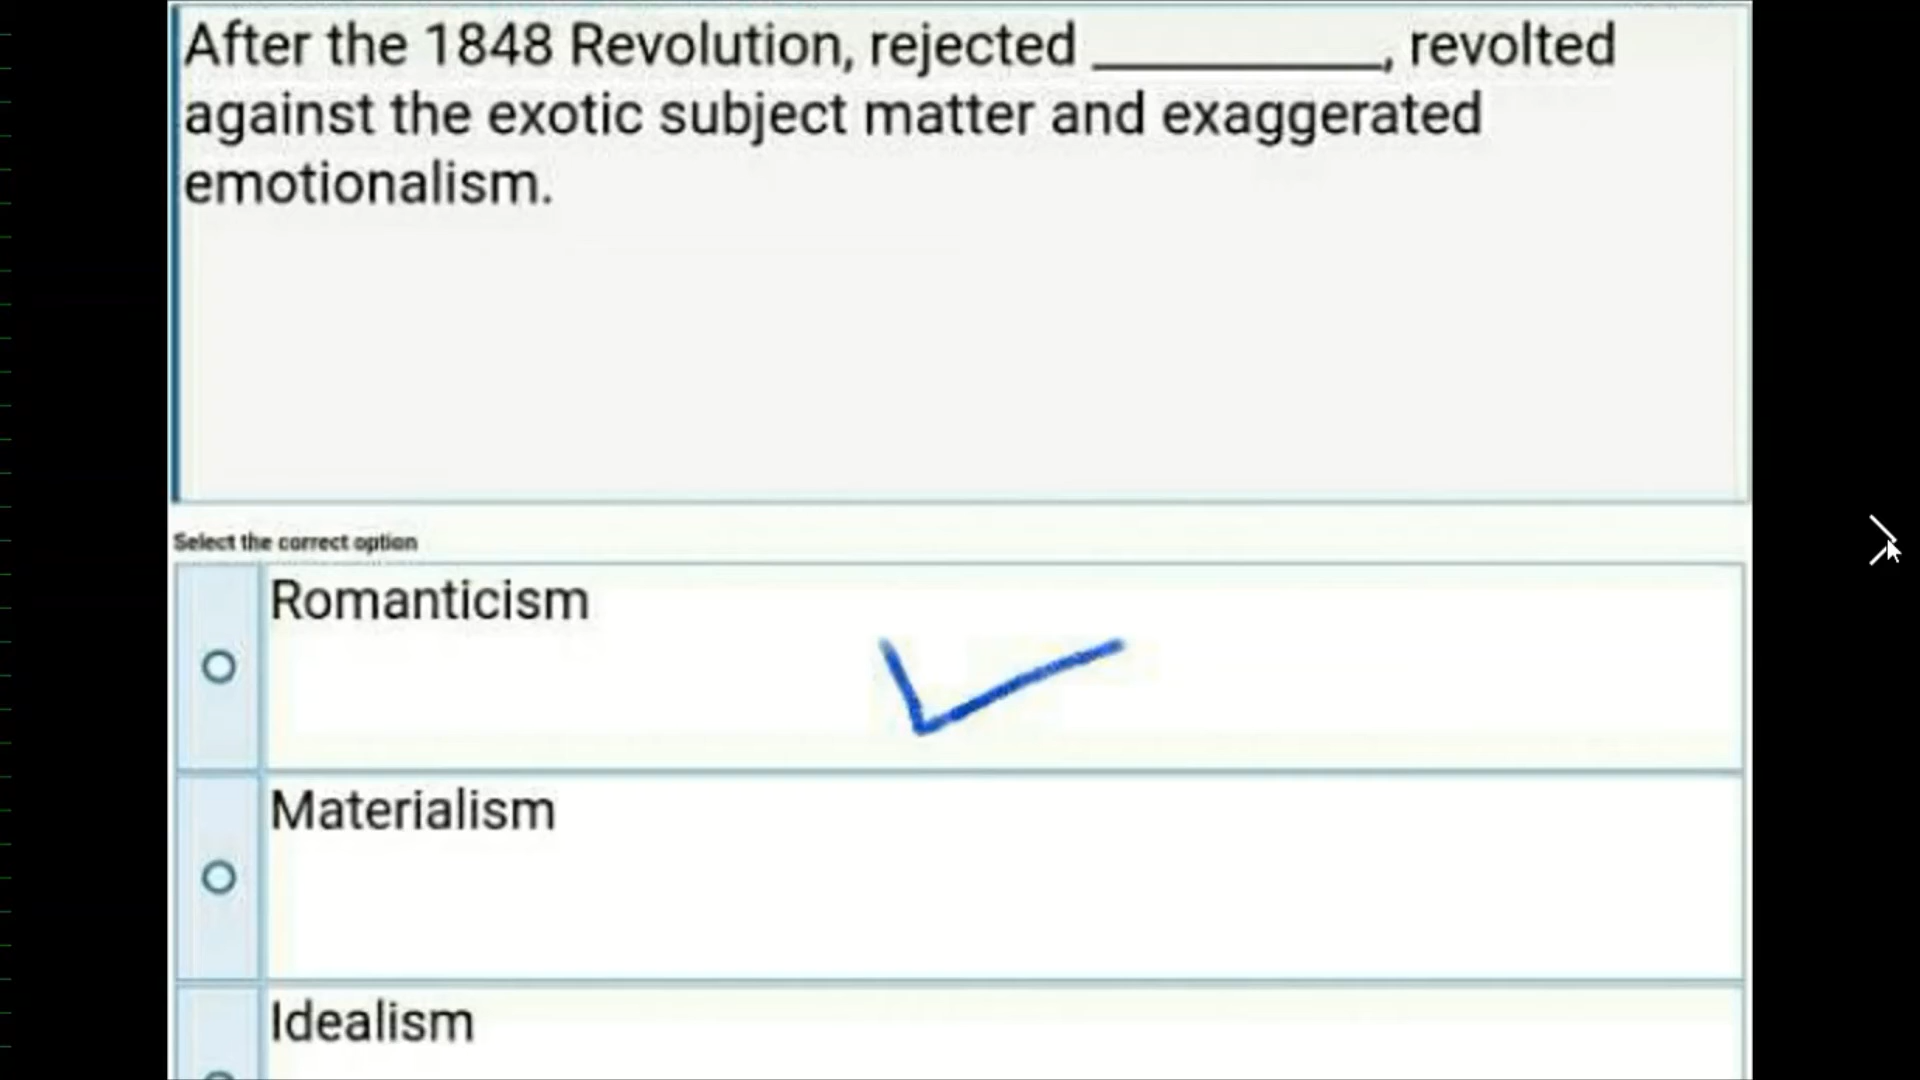 After the 1848 Revolution, rejected ___________, revolted
against the exotic subject matter and exaggerated
emotionalism.
Select the correct option
Romanticism
Materialism
Idealism